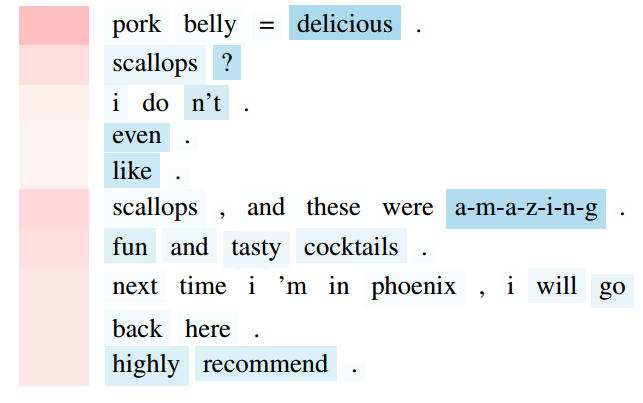 pork belly = delicious .
scallops ?
i do n’t .
even .
like .
scallops , and these were a-m-a-z-i-n-g .
fun and tasty cocktails .
next time i ’m in phoenix , i will go
back here .
highly recommend .